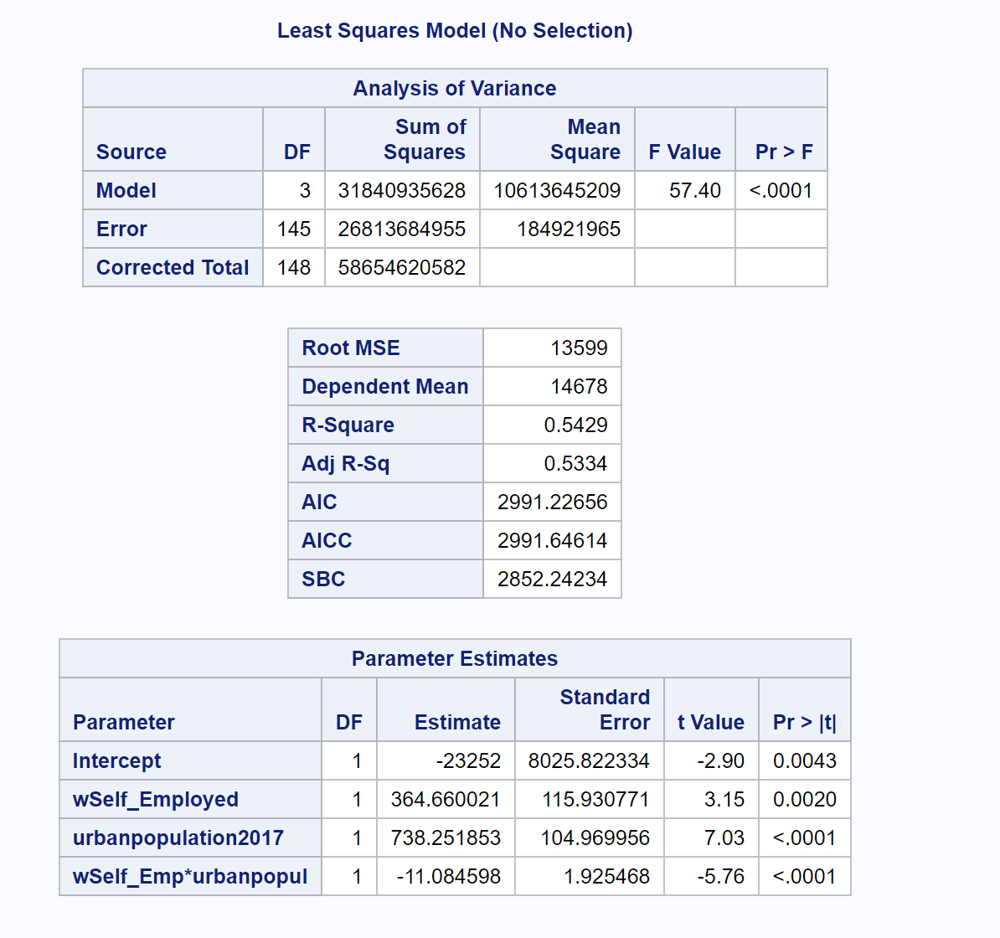 Least Squares Model (No Selection)
Analysis of Variance
Source DF Sum of Squares Mean Square F Value Pr > F
Model 3 31840935628 10613645209 57.40 <.0001
Error 145 26813684955 184921965
Corrected Total 148 58654620582
Root MSE 13599
Dependent Mean 14678
R-Square 0.5429
Adj R-Sq 0.5334
AIC 2991.22656
AICC 2991.64614
SBC 2852.24234
Parameter Estimates
Parameter DF Estimate Standard Error t Value Pr > |t|
Intercept 1 -23252 8025.822334 -2.90 0.0043
wSelf_Employed 1 364.660021 115.930771 3.15 0.0020
urbanpopulation2017 1 738.251853 104.969956 7.03 <.0001
wSelf_Emp*urbanpopul 1 -11.084598 1.925468 -5.76 <.0001